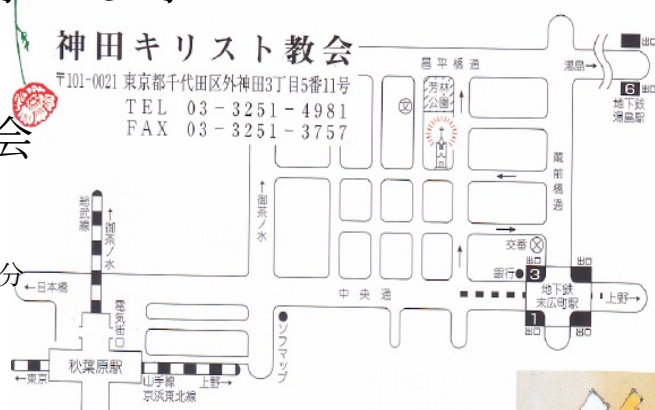 神田キリスト教会
〒101-0021 東京都千代田区外神田3丁目5番11号
TEL 03-3251-4981
FAX 03-3251-3757
会
分
昌平橋通
湯島→
出口
6 出口
地下鉄
湯島駅
芳林
公園
文
蔵前橋通
総武線
←御茶ノ水
←御茶ノ水
交番
銀行
出口
出口
3
地下鉄
末広町駅
1
出口
出口
上野→
中央通
←日本橋
電気街口
ソフマップ
秋葉原駅
←東京
山手線 上野→
京浜東北線